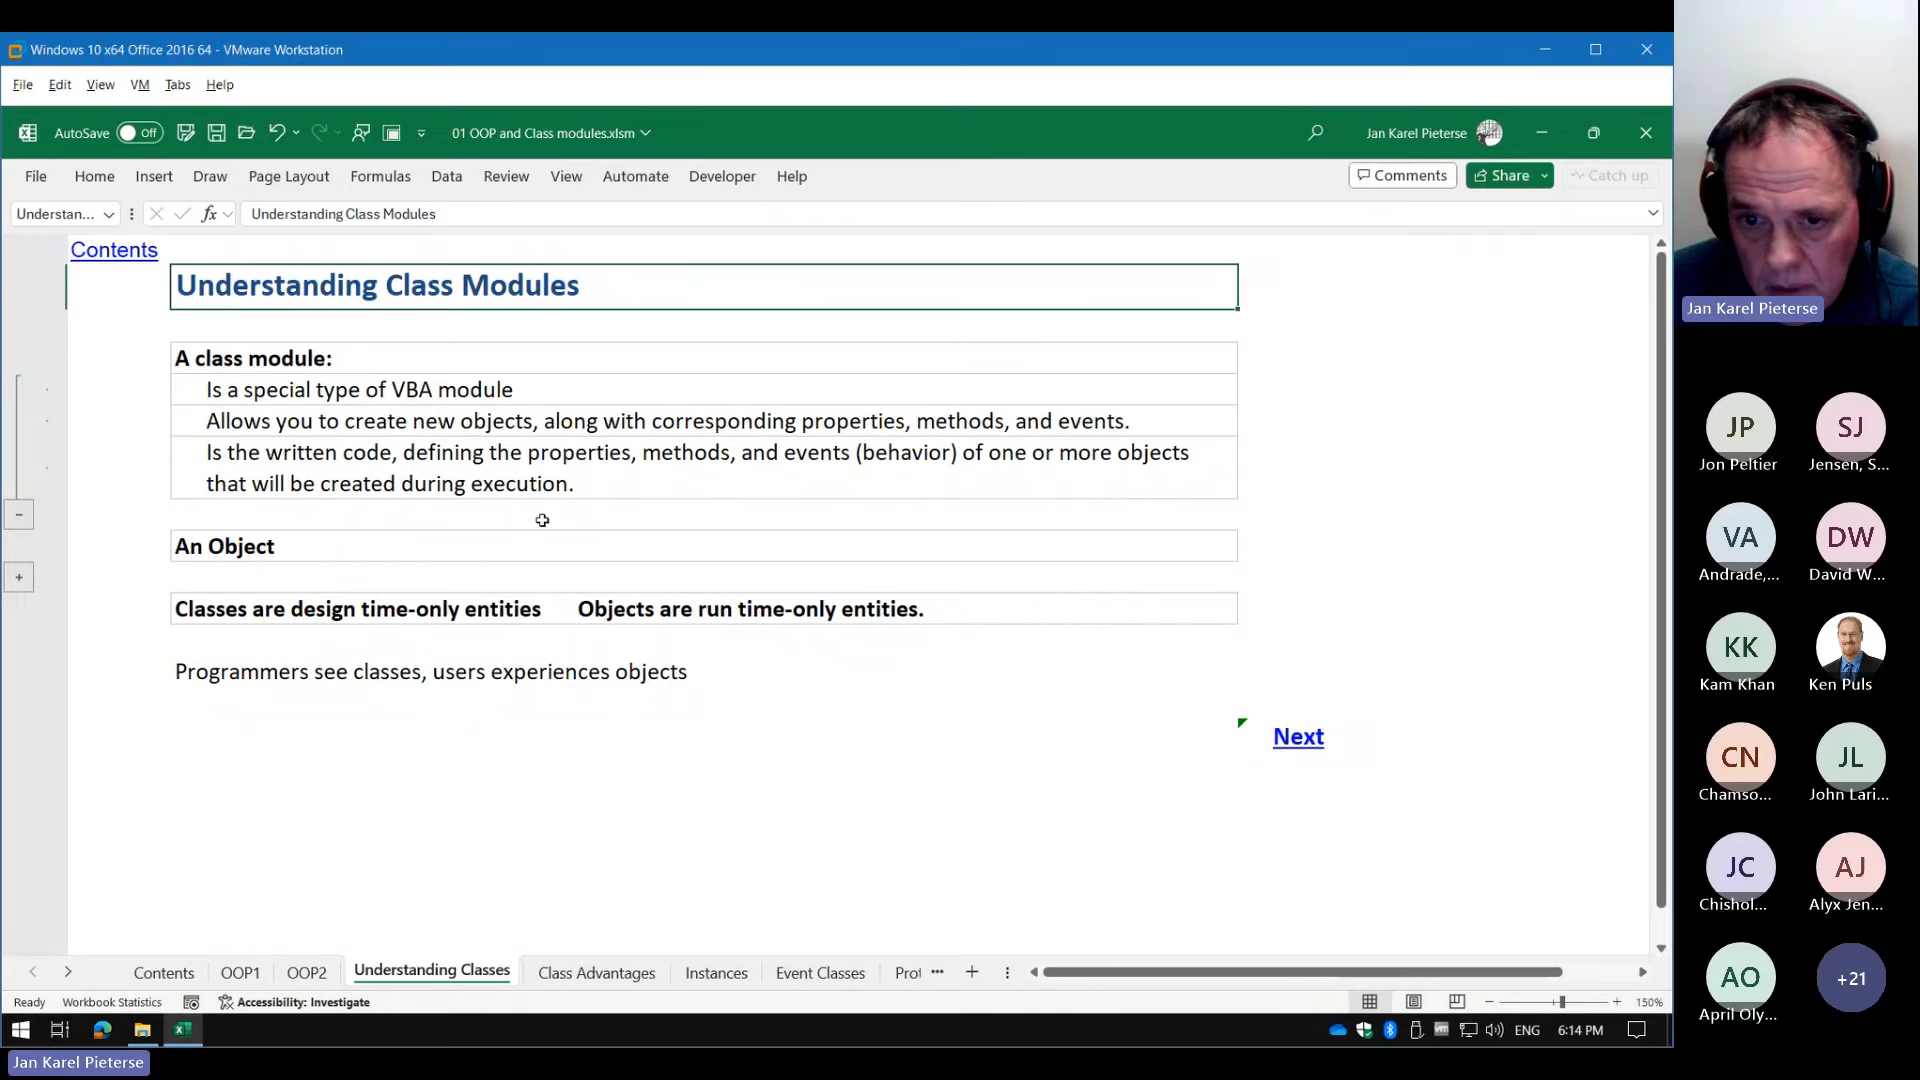 Windows 10 x64 Office 2016 64 - VMware Workstation
File Edit View VM Tabs Help
AutoSave Off 01 OOP and Class modules.xlsm Jan Karel Pieterse
File Home Insert Draw Page Layout Formulas Data Review View Automate Developer Help Comments Share Catch up
Understan... fx Understanding Class Modules
Contents
Understanding Class Modules
A class module:
Is a special type of VBA module
Allows you to create new objects, along with corresponding properties, methods, and events.
Is the written code, defining the properties, methods, and events (behavior) of one or more objects
that will be created during execution.
An Object
Classes are design time-only entities Objects are run time-only entities.
Programmers see classes, users experiences objects
Next
Contents OOP1 OOP2 Understanding Classes Class Advantages Instances Event Classes Prot ...
Ready Workbook Statistics Accessibility: Investigate 150%
ENG 6:14 PM
Jan Karel Pieterse
Jan Karel Pieterse
JP SJ
Jon Peltier Jensen, S...
VA DW
Andrade,... David W...
KK
Kam Khan Ken Puls
CN JL
Chamso... John Lari...
JC AJ
Chishol... Alyx Jen...
AO +21
April Oly...